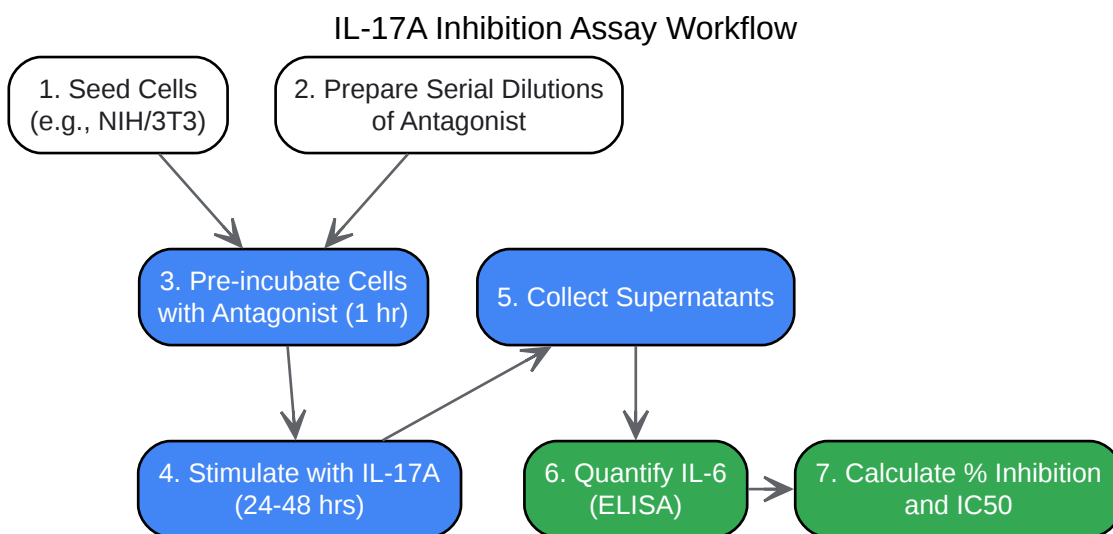 IL-17A Inhibition Assay Workflow
1. Seed Cells
(e.g., NIH/3T3)
2. Prepare Serial Dilutions
of Antagonist
3. Pre-incubate Cells
with Antagonist (1 hr)
4. Stimulate with IL-17A
(24-48 hrs)
5. Collect Supernatants
6. Quantify IL-6
(ELISA)
7. Calculate % Inhibition
and IC50